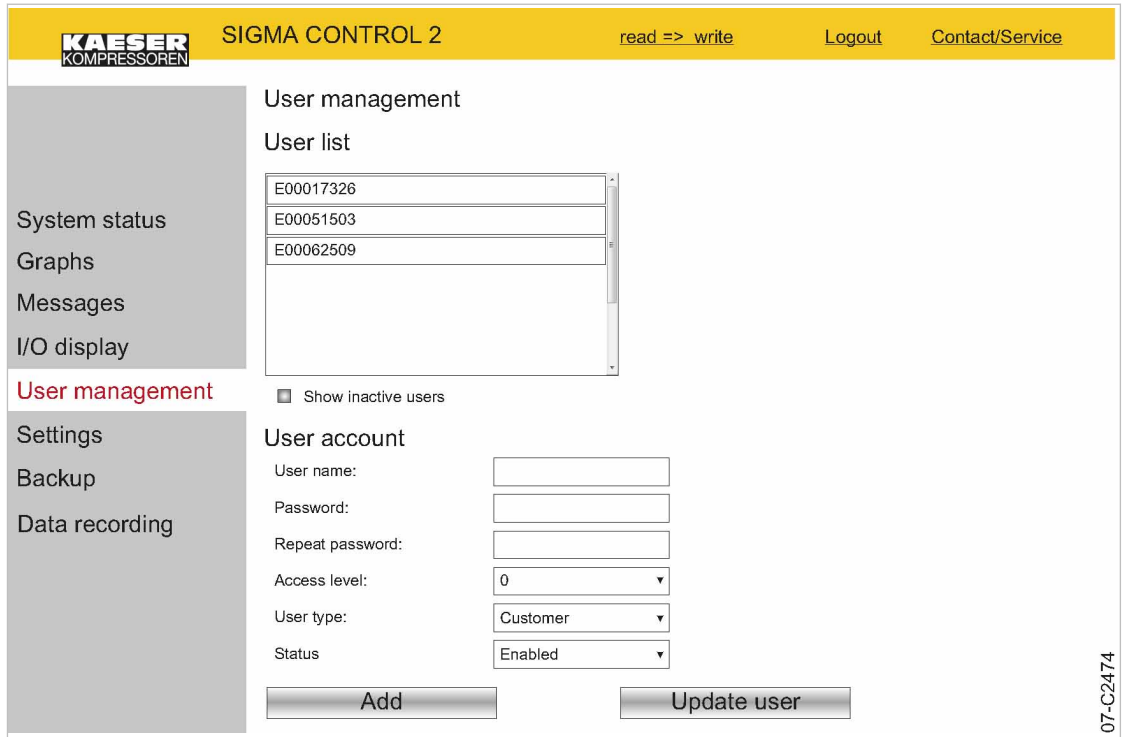 KAESER
KOMPRESSOREN
SIGMA CONTROL 2
read => write
Logout
Contact/Service
System status
Graphs
Messages
I/O display
User management
Settings
Backup
Data recording
User management
User list
E00017326
E00051503
E00062509
Show inactive users
User account
User name:
Password:
Repeat password:
Access level: 0
User type: Customer
Status Enabled
Add
Update user
07-C2474